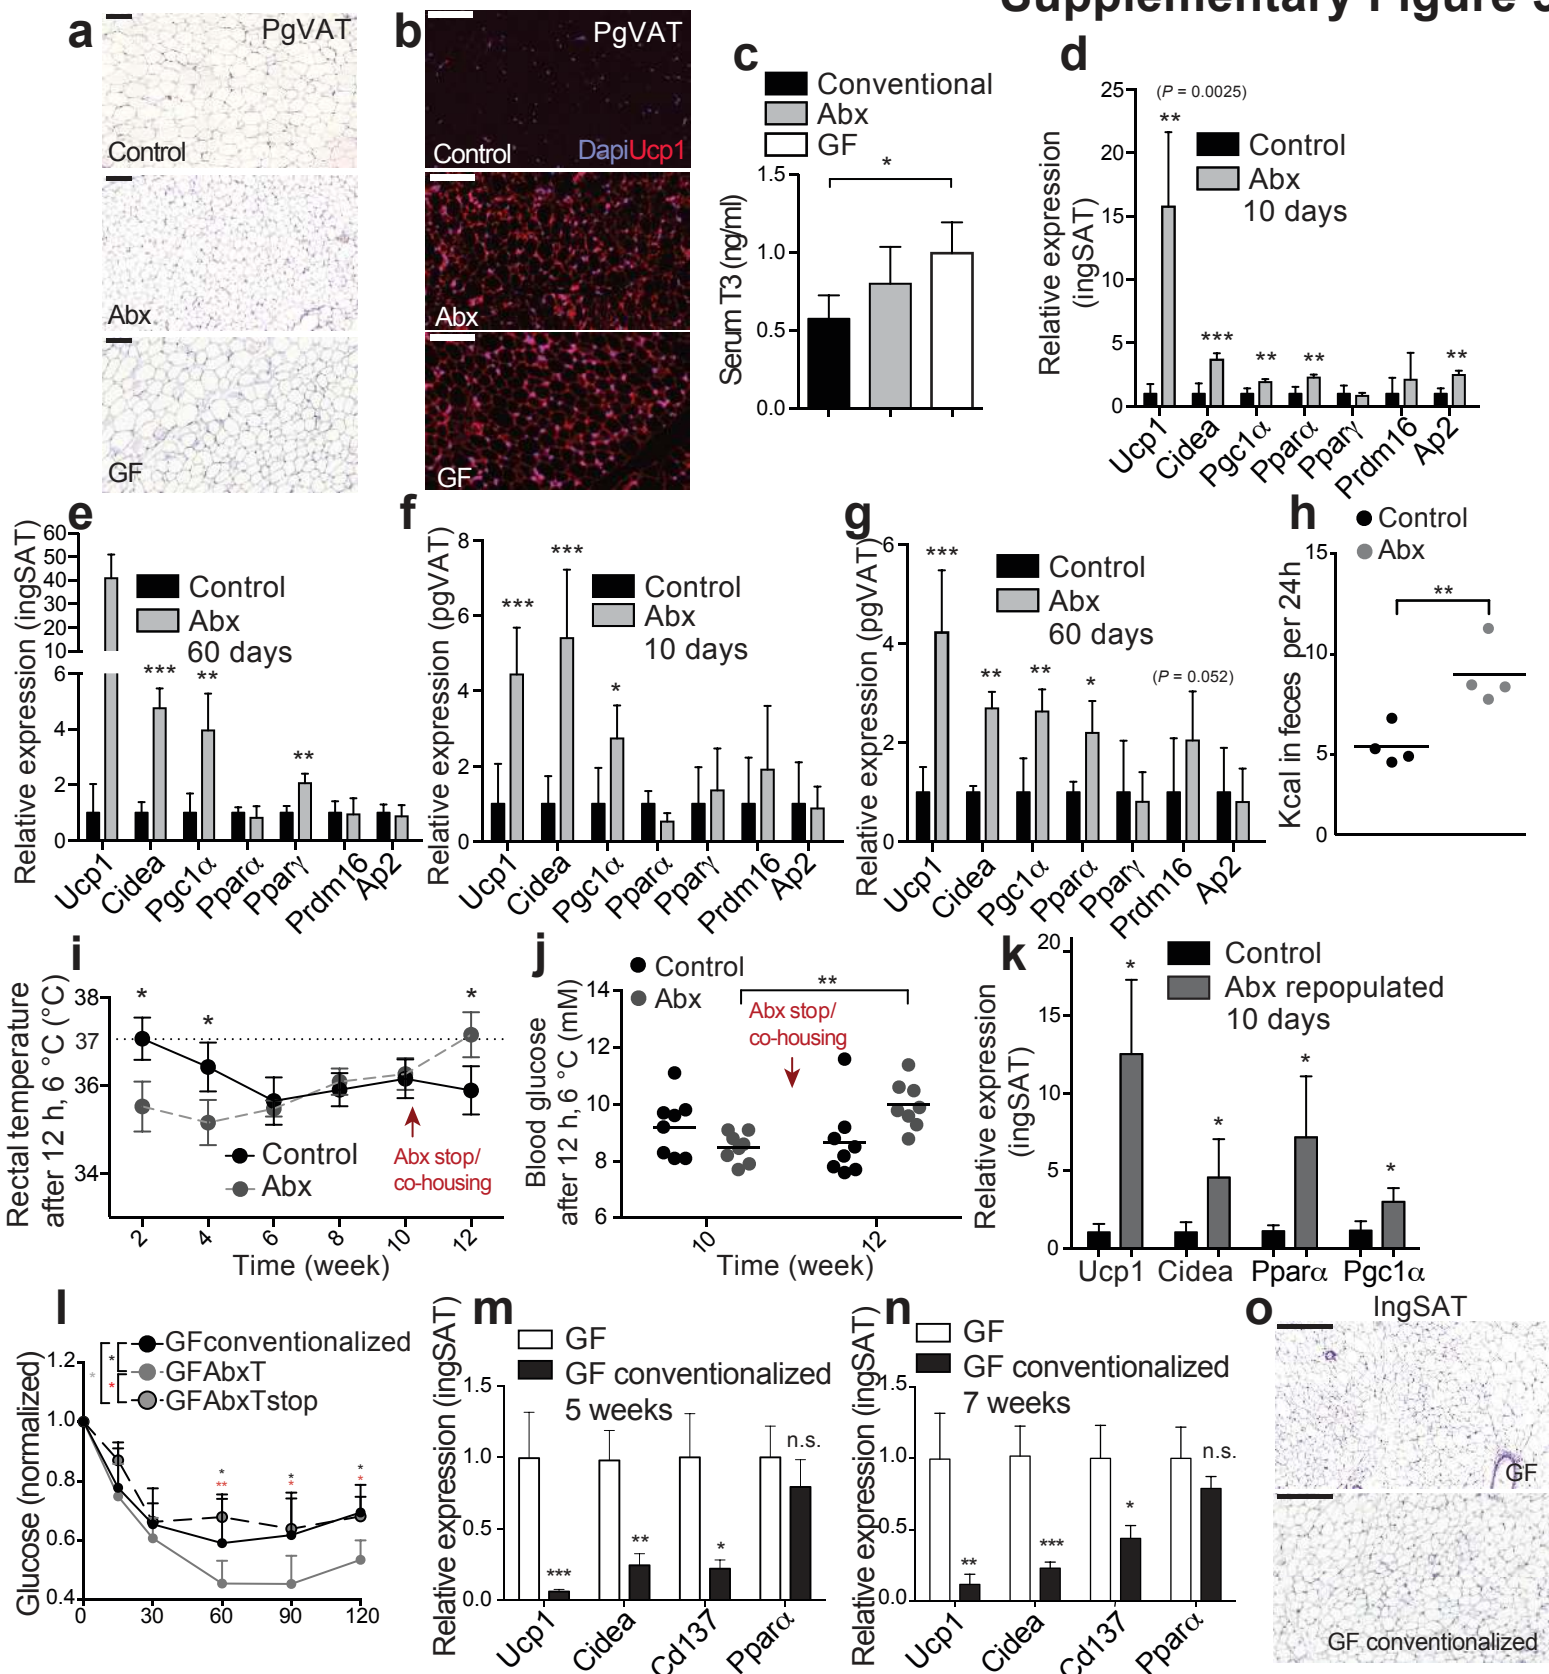 Supplementary Figure
a
PgVAT
Control
Abx
GF
b
PgVAT
Control
DapiUcp1
Abx
GF
c
Conventional
Abx
GF
*
Serum T3 (ng/ml)
1.5
1.0
0.5
0.0
d
(P = 0.0025)
Control
Abx
10 days
Relative expression
(ingSAT)
25
20
15
10
5
0
** *** ** ** **
Ucp1 Cidea Pgc1α Pparα Pparγ Prdm16 Ap2
e
Relative expression (ingSAT)
60
50
40
30
20
10
6
4
2
0
Control
Abx
60 days
*** ** **
Ucp1 Cidea Pgc1α Pparα Pparγ Prdm16 Ap2
f
Relative expression (pgVAT)
8
6
4
2
0
Control
Abx
10 days
*** *** *
Ucp1 Cidea Pgc1α Pparα Pparγ Prdm16 Ap2
g
Relative expression (pgVAT)
6
4
2
0
Control
Abx
60 days
*** ** ** *
(P = 0.052)
Ucp1 Cidea Pgc1α Pparα Pparγ Prdm16 Ap2
h
Control
Abx
**
Kcal in feces per 24h
15
10
5
0
i
Rectal temperature
after 12 h, 6 °C (°C)
38
37
36
34
* * *
Control
Abx
Abx stop/
co-housing
2 4 6 8 10 12
Time (week)
j
Control
Abx
**
Abx stop/
co-housing
Blood glucose
after 12 h, 6 °C (mM)
14
12
10
8
6
10 12
Time (week)
k
Control
Abx repopulated
10 days
Relative expression
(ingSAT)
20
15
10
5
0
* * * *
Ucp1 Cidea Pparα Pgc1α
l
GFconventionalized
GFAbxT
GFAbxTstop
* * *
Glucose (normalized)
1.2
1.0
0.8
0.6
0.4
* * *
** * *
0 30 60 90 120
m
GF
GF conventionalized
5 weeks
Relative expression (ingSAT)
1.5
1.0
0.5
0.0
*** ** * n.s.
Ucp1 Cidea Cd137 Pparα
n
GF
GF conventionalized
7 weeks
Relative expression (ingSAT)
1.5
1.0
0.5
0.0
** *** * n.s.
Ucp1 Cidea Cd137 Pparα
o
IngSAT
GF
GF conventionalized